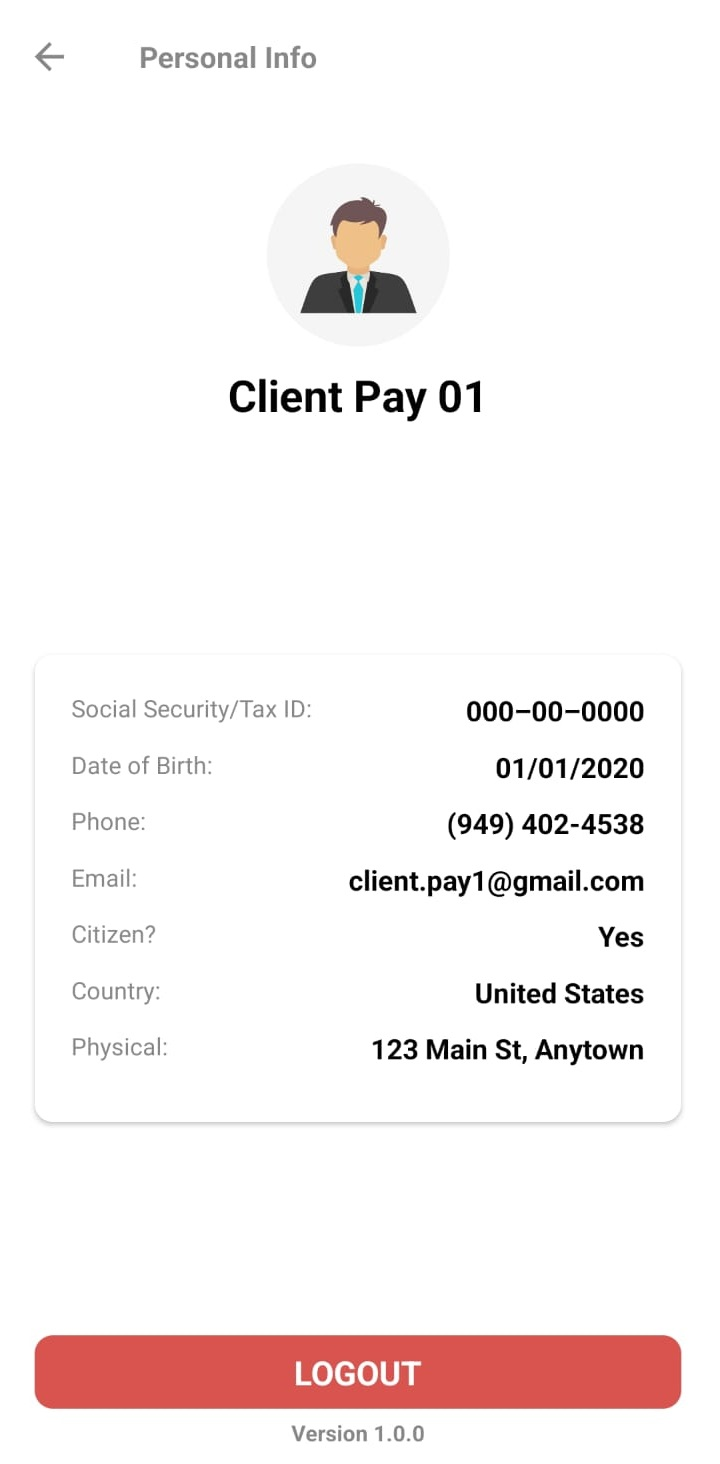 Personal Info
Client Pay 01
Social Security/Tax ID: 000–00–0000
Date of Birth: 01/01/2020
Phone: (949) 402-4538
Email: client.pay1@gmail.com
Citizen? Yes
Country: United States
Physical: 123 Main St, Anytown
LOGOUT
Version 1.0.0